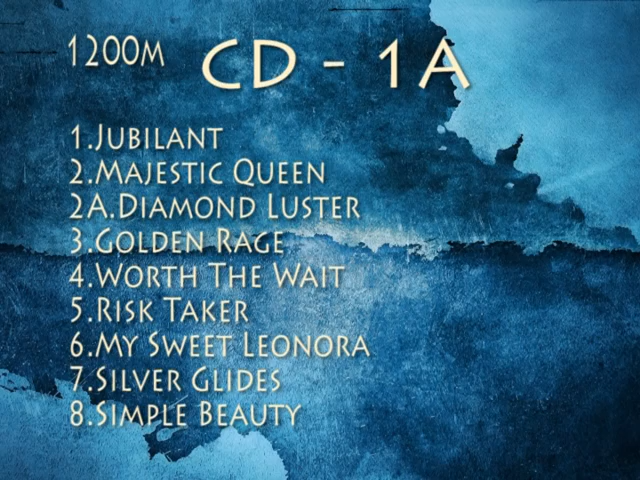 1200M
CD - 1A
1.JUBILANT
2.MAJESTIC QUEEN
2A.DIAMOND LUSTER
3.GOLDEN RAGE
4.WORTH THE WAIT
5.RISK TAKER
6.MY SWEET LEONORA
7.SILVER GLIDES
8.SIMPLE BEAUTY